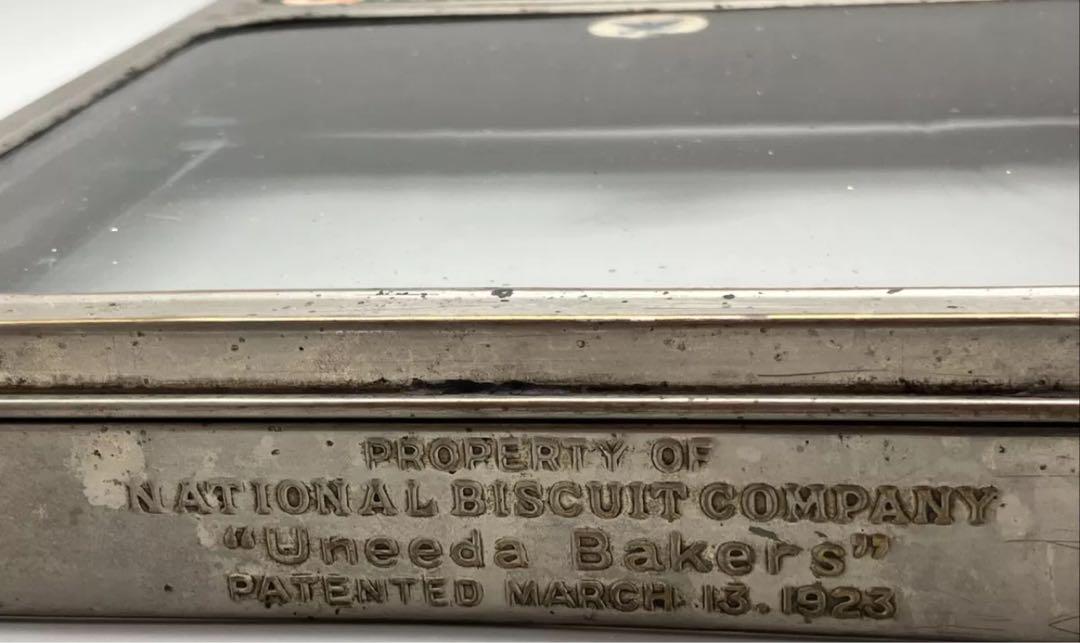 PROPERTY OF
NATIONAL BISCUIT COMPANY
"Uneeda Bakers"
PATENTED MARCH 13. 1923